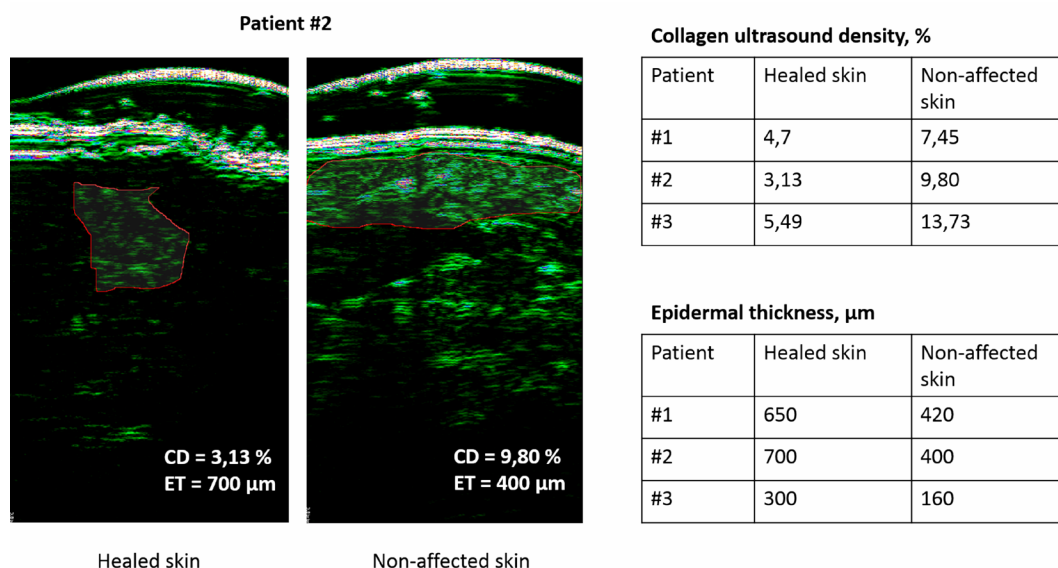 Patient #2
CD = 3,13 %
ET = 700 µm
CD = 9,80 %
ET = 400 µm
Healed skin
Non-affected skin
Collagen ultrasound density, %
Patient
Healed skin
Non-affected
skin
#1
4,7
7,45
#2
3,13
9,80
#3
5,49
13,73
Epidermal thickness, µm
Patient
Healed skin
Non-affected
skin
#1
650
420
#2
700
400
#3
300
160